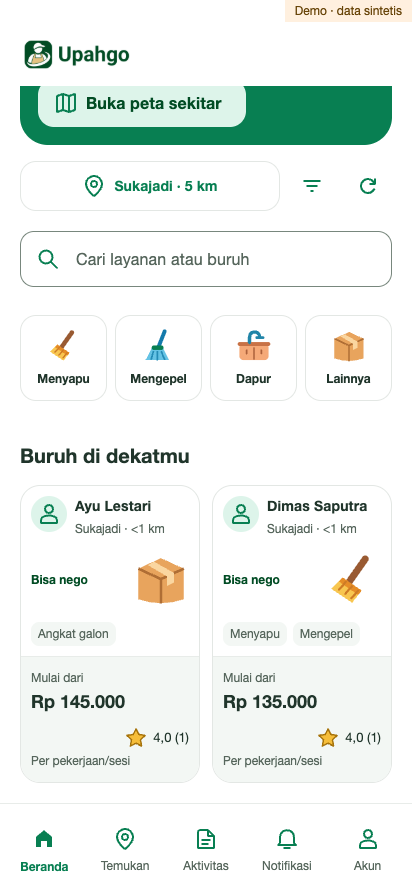 Demo · data sintetis
Upahgo
Buka peta sekitar
Sukajadi · 5 km
Cari layanan atau buruh
Menyapu
Mengepel
Dapur
Lainnya
Buruh di dekatmu
Ayu Lestari
Sukajadi · <1 km
Bisa nego
Angkat galon
Mulai dari
Rp 145.000
4,0 (1)
Per pekerjaan/sesi
Dimas Saputra
Sukajadi · <1 km
Bisa nego
Menyapu
Mengepel
Mulai dari
Rp 135.000
4,0 (1)
Per pekerjaan/sesi
Beranda
Temukan
Aktivitas
Notifikasi
Akun